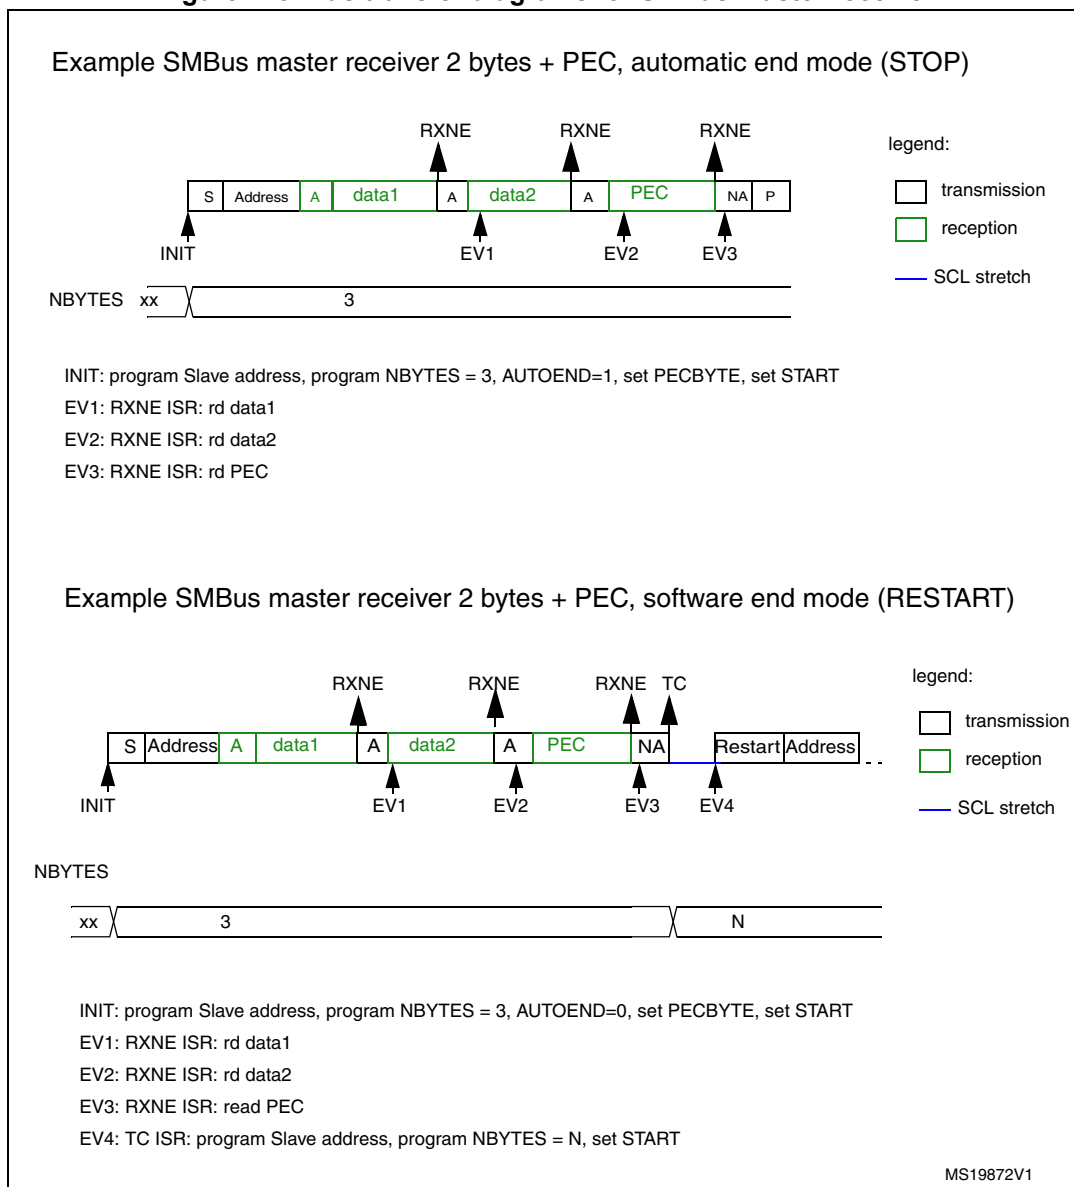 Example SMBus master receiver 2 bytes + PEC, automatic end mode (STOP)
RXNE RXNE RXNE
legend:
S Address A data1 A data2 A PEC NA P
transmission
reception
INIT EV1 EV2 EV3
SCL stretch
NBYTES xx 3
INIT: program Slave address, program NBYTES = 3, AUTOEND=1, set PECBYTE, set START
EV1: RXNE ISR: rd data1
EV2: RXNE ISR: rd data2
EV3: RXNE ISR: rd PEC
Example SMBus master receiver 2 bytes + PEC, software end mode (RESTART)
RXNE RXNE RXNE TC
legend:
transmission
S Address A data1 A data2 A PEC NA Restart Address
reception
INIT EV1 EV2 EV3 EV4
SCL stretch
NBYTES
xx 3 N
INIT: program Slave address, program NBYTES = 3, AUTOEND=0, set PECBYTE, set START
EV1: RXNE ISR: rd data1
EV2: RXNE ISR: rd data2
EV3: RXNE ISR: read PEC
EV4: TC ISR: program Slave address, program NBYTES = N, set START
MS19872V1